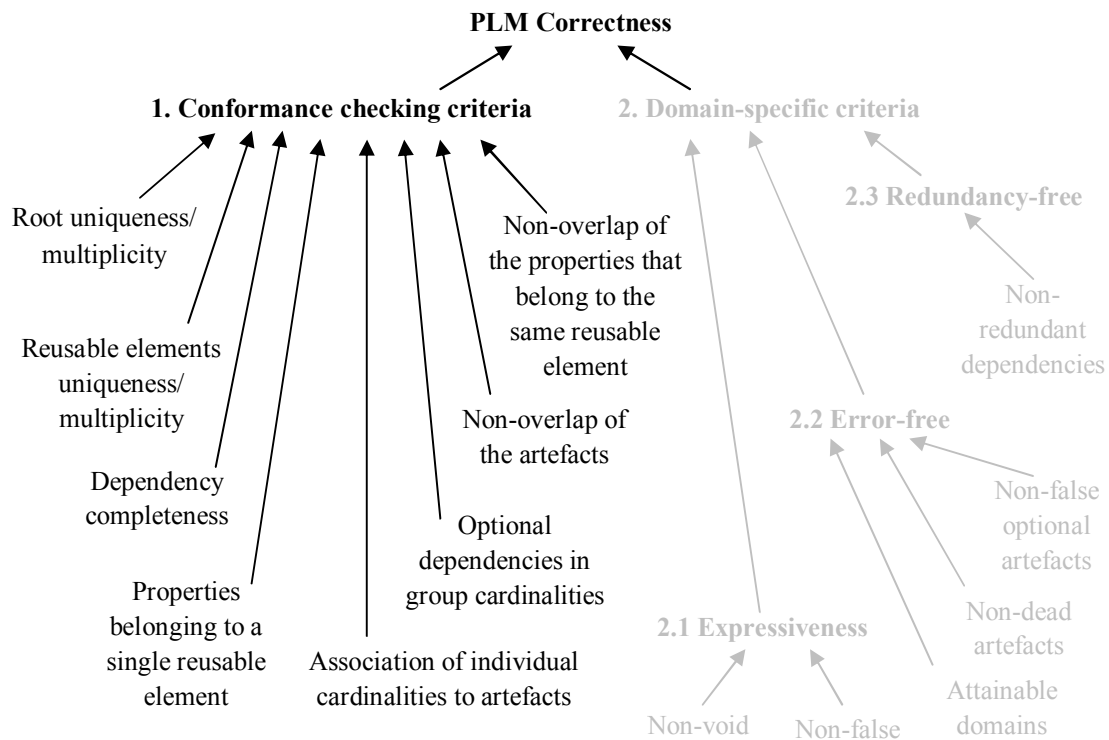 PLM Correctness
1. Conformance checking criteria
2. Domain-specific criteria
2.3 Redundancy-free
Root uniqueness/
multiplicity
Non-overlap of
the properties that
belong to the
same reusable
element
Non-
redundant
dependencies
Reusable elements
uniqueness/
multiplicity
Non-overlap of
the artefacts
2.2 Error-free
Dependency
completeness
Optional
dependencies in
group cardinalities
Non-false
optional
artefacts
Properties
belonging to a
single reusable
element
Association of individual
cardinalities to artefacts
2.1 Expressiveness
Non-dead
artefacts
Attainable
domains
Non-void
Non-false